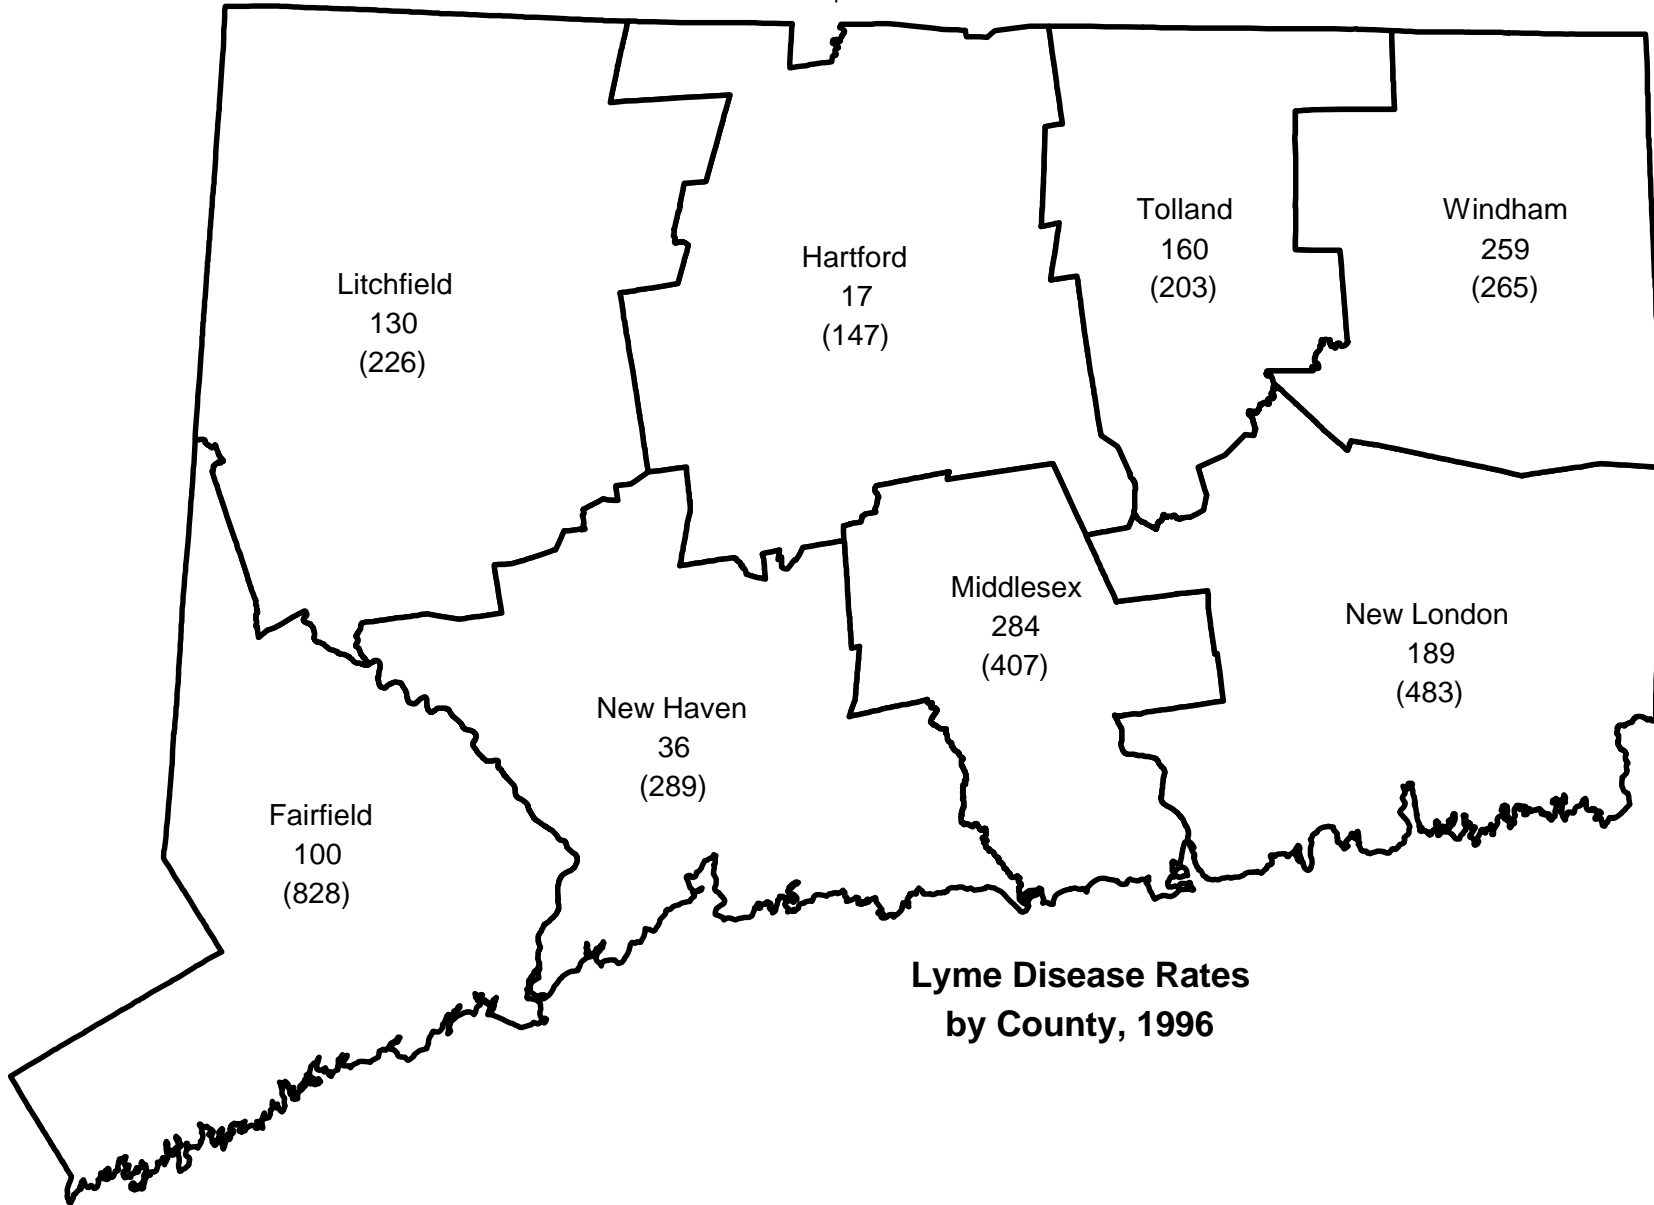 Litchfield
130
(226)
Hartford
17
(147)
Tolland
160
(203)
Windham
259
(265)
Fairfield
100
(828)
New Haven
36
(289)
Middlesex
284
(407)
New London
189
(483)
Lyme Disease Rates
by County, 1996